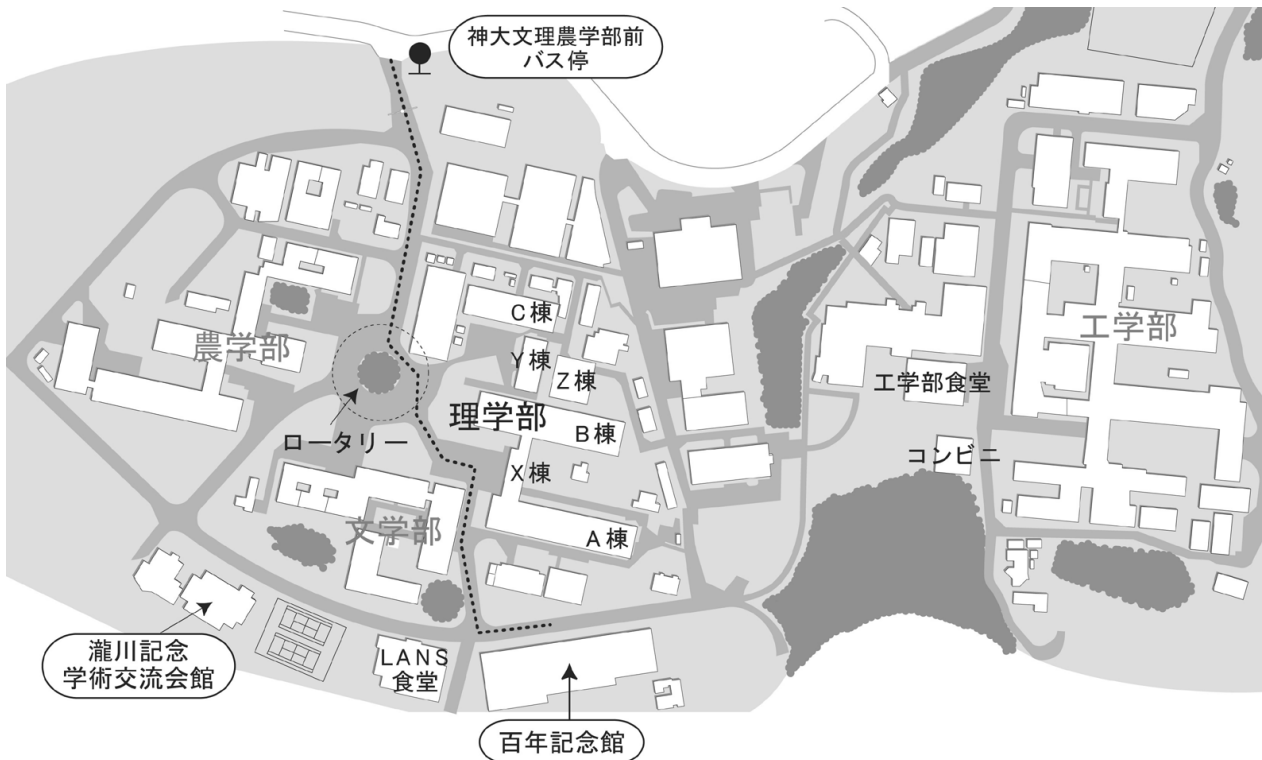 神大文理農学部前
バス停
C棟
Y棟
Z棟
農学部
工学部
理学部
工学部食堂
B棟
ロータリー
コンビニ
X棟
文学部
A棟
瀧川記念
学術交流会館
LANS
食堂
百年記念館